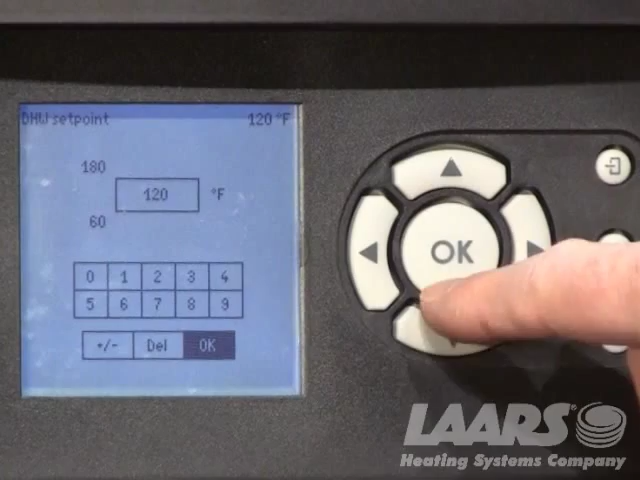 DHW setpoint 120 °F
180
120 °F
60
0 1 2 3 4
5 6 7 8 9
+/- Del OK
OK
LAARS®
Heating Systems Company